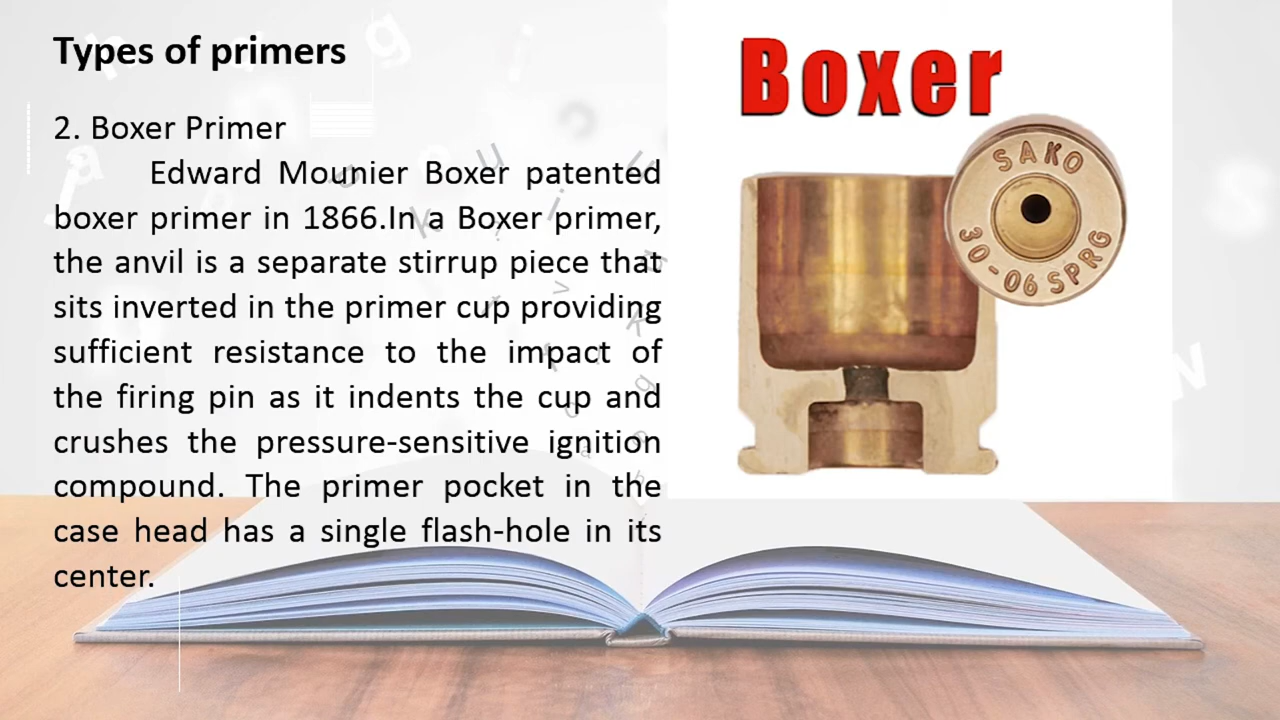 Types of primers
2. Boxer Primer
Edward Mounier Boxer patented
boxer primer in 1866.In a Boxer primer,
the anvil is a separate stirrup piece that
sits inverted in the primer cup providing
sufficient resistance to the impact of
the firing pin as it indents the cup and
crushes the pressure-sensitive ignition
compound. The primer pocket in the
case head has a single flash-hole in its
center.
Boxer
SAKO
30-06 SPRG